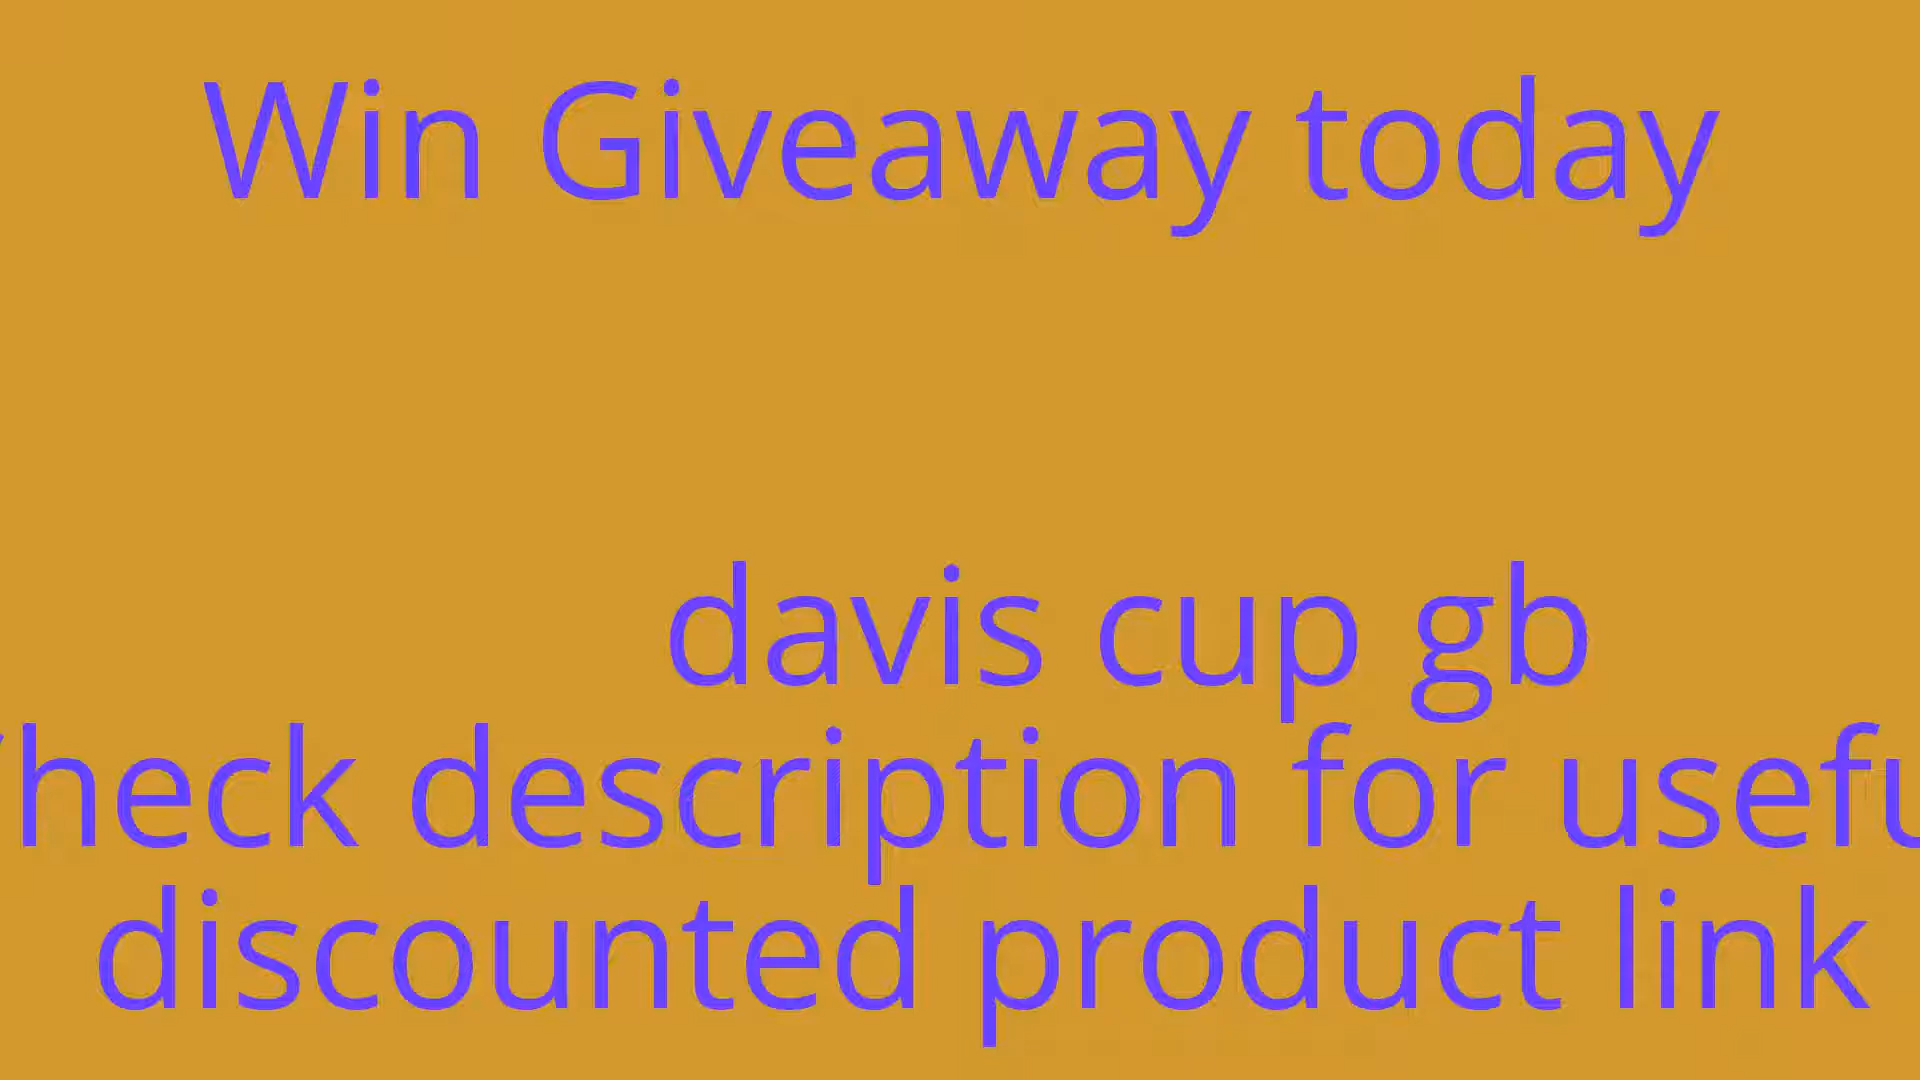 Win Giveaway today
davis cup gb
heck description for usefu
discounted product link